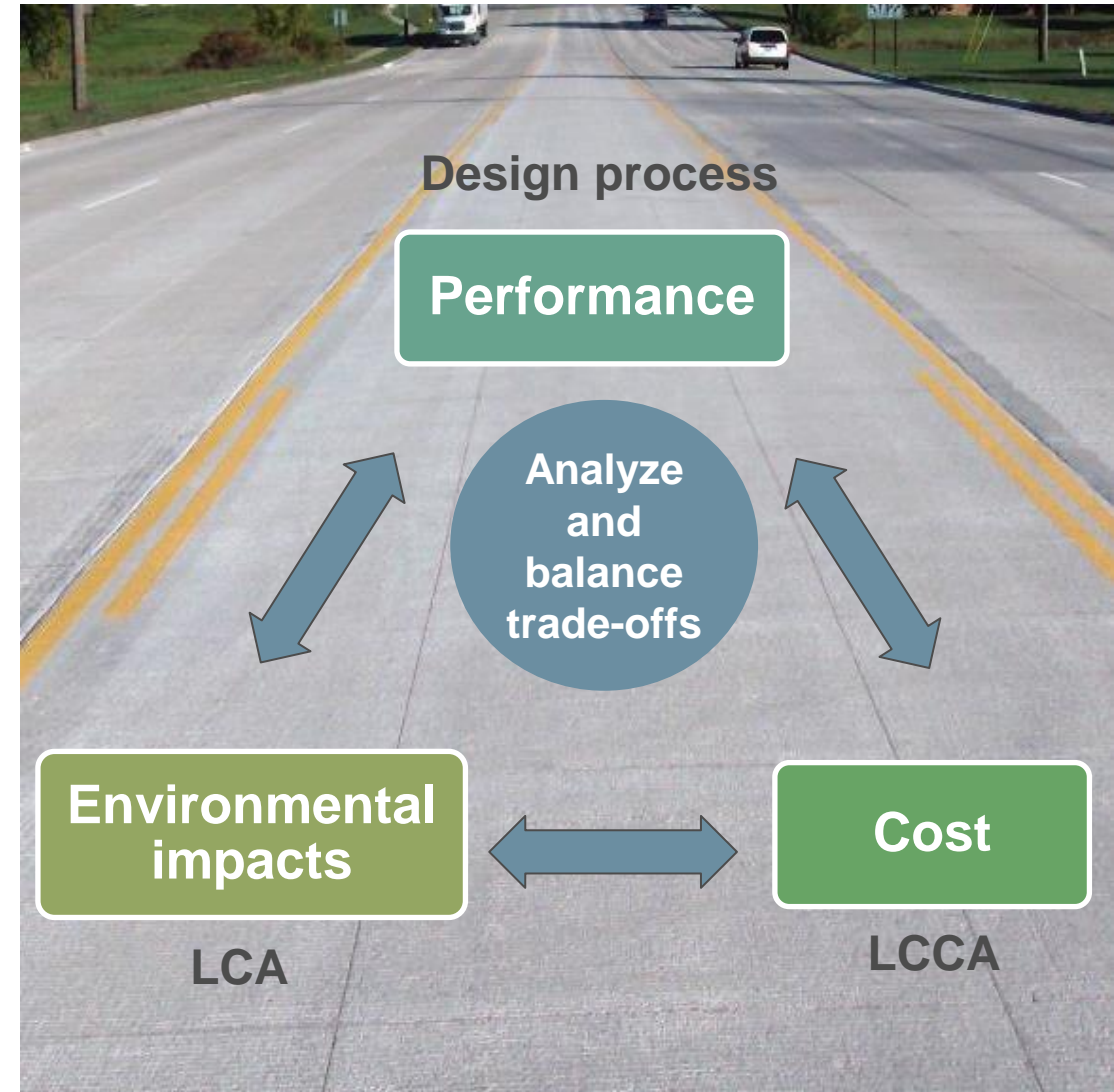 Design process
Performance
Analyze
and
balance
trade-offs
Environmental
impacts
Cost
LCA
LCCA